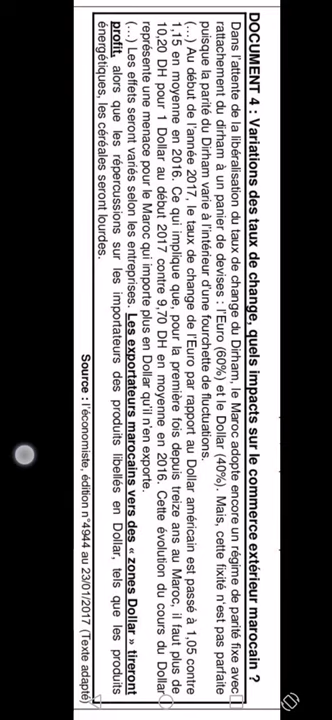 DOCUMENT 4 : Variations des taux de change, quels impacts sur le commerce extérieur marocain ?
Dans l'attente de la libéralisation du taux de change du Dirham, le Maroc adopte encore un régime de parité fixe avec
rattachement du dirham à un panier de devises : l'Euro (60%) et le Dollar (40%). Mais, cette fixité n'est pas parfaite
puisque la parité du Dirham varie à l'intérieur d'une fourchette de fluctuations.
(…) Au début de l'année 2017, le taux de change de l'Euro par rapport au Dollar américain est passé à 1,05 contre
1,15 en moyenne en 2016. Ce qui implique que, pour la première fois depuis treize ans au Maroc, il faut plus de
10,20 DH pour 1 Dollar au début 2017 contre 9,70 DH en moyenne en 2016. Cette évolution du cours du Dollar
représente une menace pour le Maroc qui importe plus en Dollar qu'il n'en exporte.
(…) Les effets seront variés selon les entreprises. Les exportateurs marocains vers des « zones Dollar » tireront
profit, alors que les répercussions sur les importateurs des produits libellés en Dollar, tels que les produits
énergétiques, les céréales seront lourdes.
Source : l'économiste, édition n°4944 au 23/01/2017 (Texte adapté)